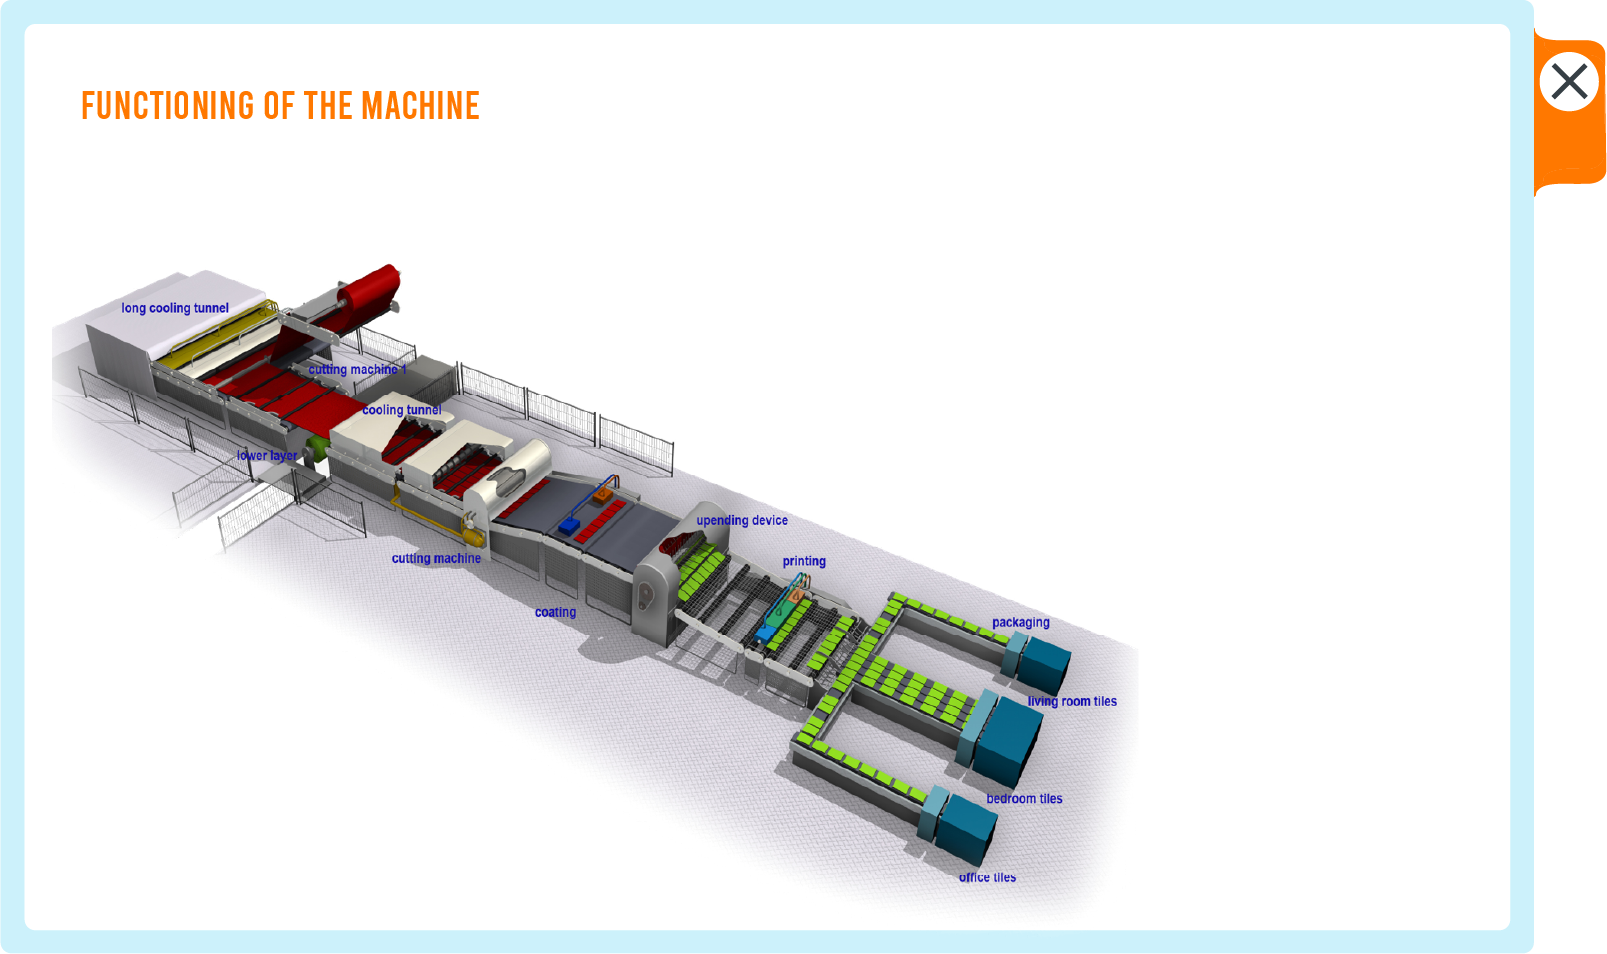 FUNCTIONING OF THE MACHINE
long cooling tunnel
cutting machine 1
cooling tunnel
lower layer
upending device
cutting machine
printing
coating
packaging
living room tiles
bedroom tiles
office tiles